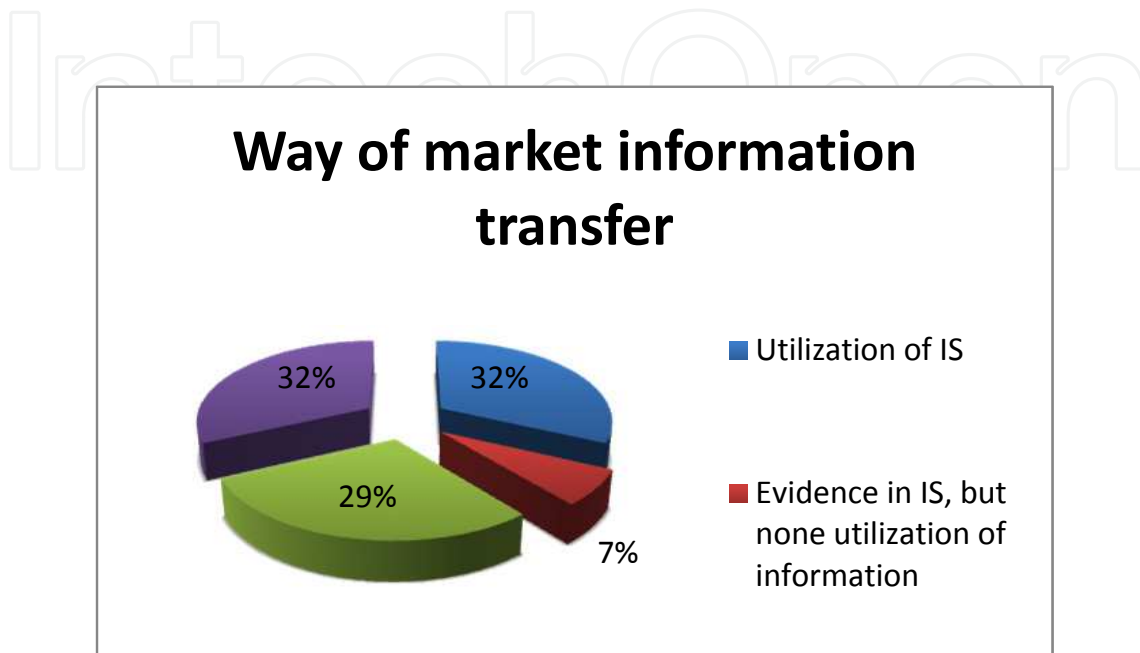 IntechOpen
Way of market information
transfer
32%
32%
Utilization of IS
29%
7%
Evidence in IS, but
none utilization of
information